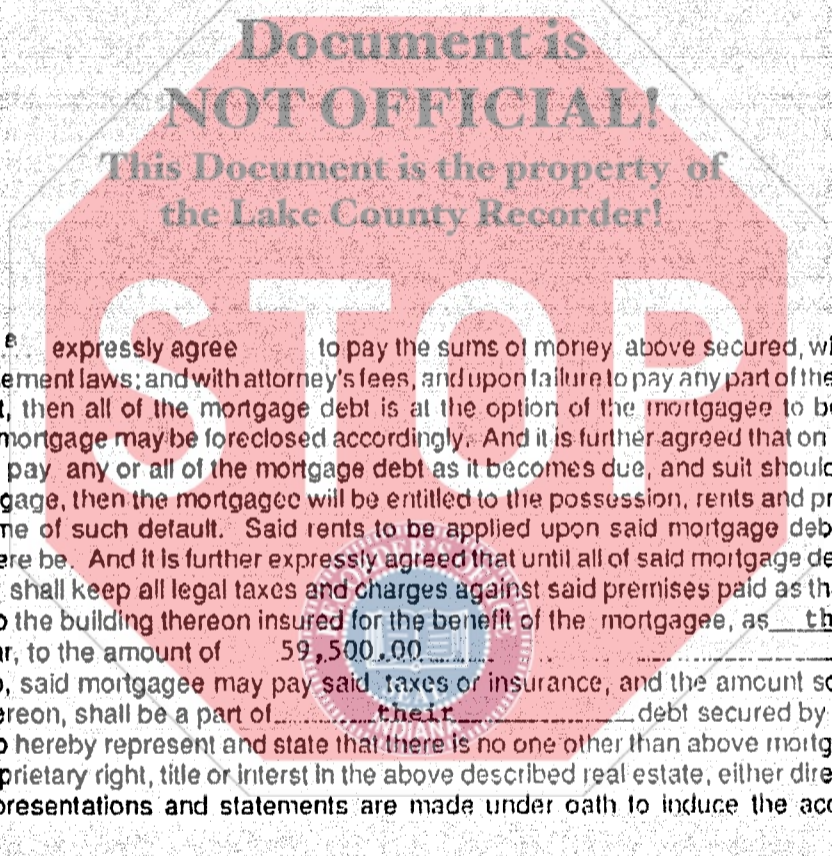 Document is
NOT OFFICIAL!
This Document is the property of
the Lake County Recorder!
STOP
e expressly agree to pay the sums of money above secured, wi
ement laws; and with attorney's fees, and upon failure to pay any part of the
t, then all of the mortgage debt is at the option of the mortgagee to b
mortgage may be foreclosed accordingly. And it is further agreed that on
pay any or all of the mortgage debt as it becomes due, and suit should
gage, then the mortgagee will be entitled to the possession, rents and pr
me of such default. Said rents to be applied upon said mortgage deb
ere be. And it is further expressly agreed that until all of said mortgage de
shall keep all legal taxes and charges against said premises paid as th
o the building thereon insured for the benefit of the mortgagee, as th
ar, to the amount of 59,500.00
o, said mortgagee may pay said taxes or insurance, and the amount so
ereon, shall be a part of their debt secured by
o hereby represent and state that there is no one other than above mortg
prietary right, title or interst in the above described real estate, either dire
presentations and statements are made under oath to induce the acc
RECORDER'S OFFICE
INDIANA